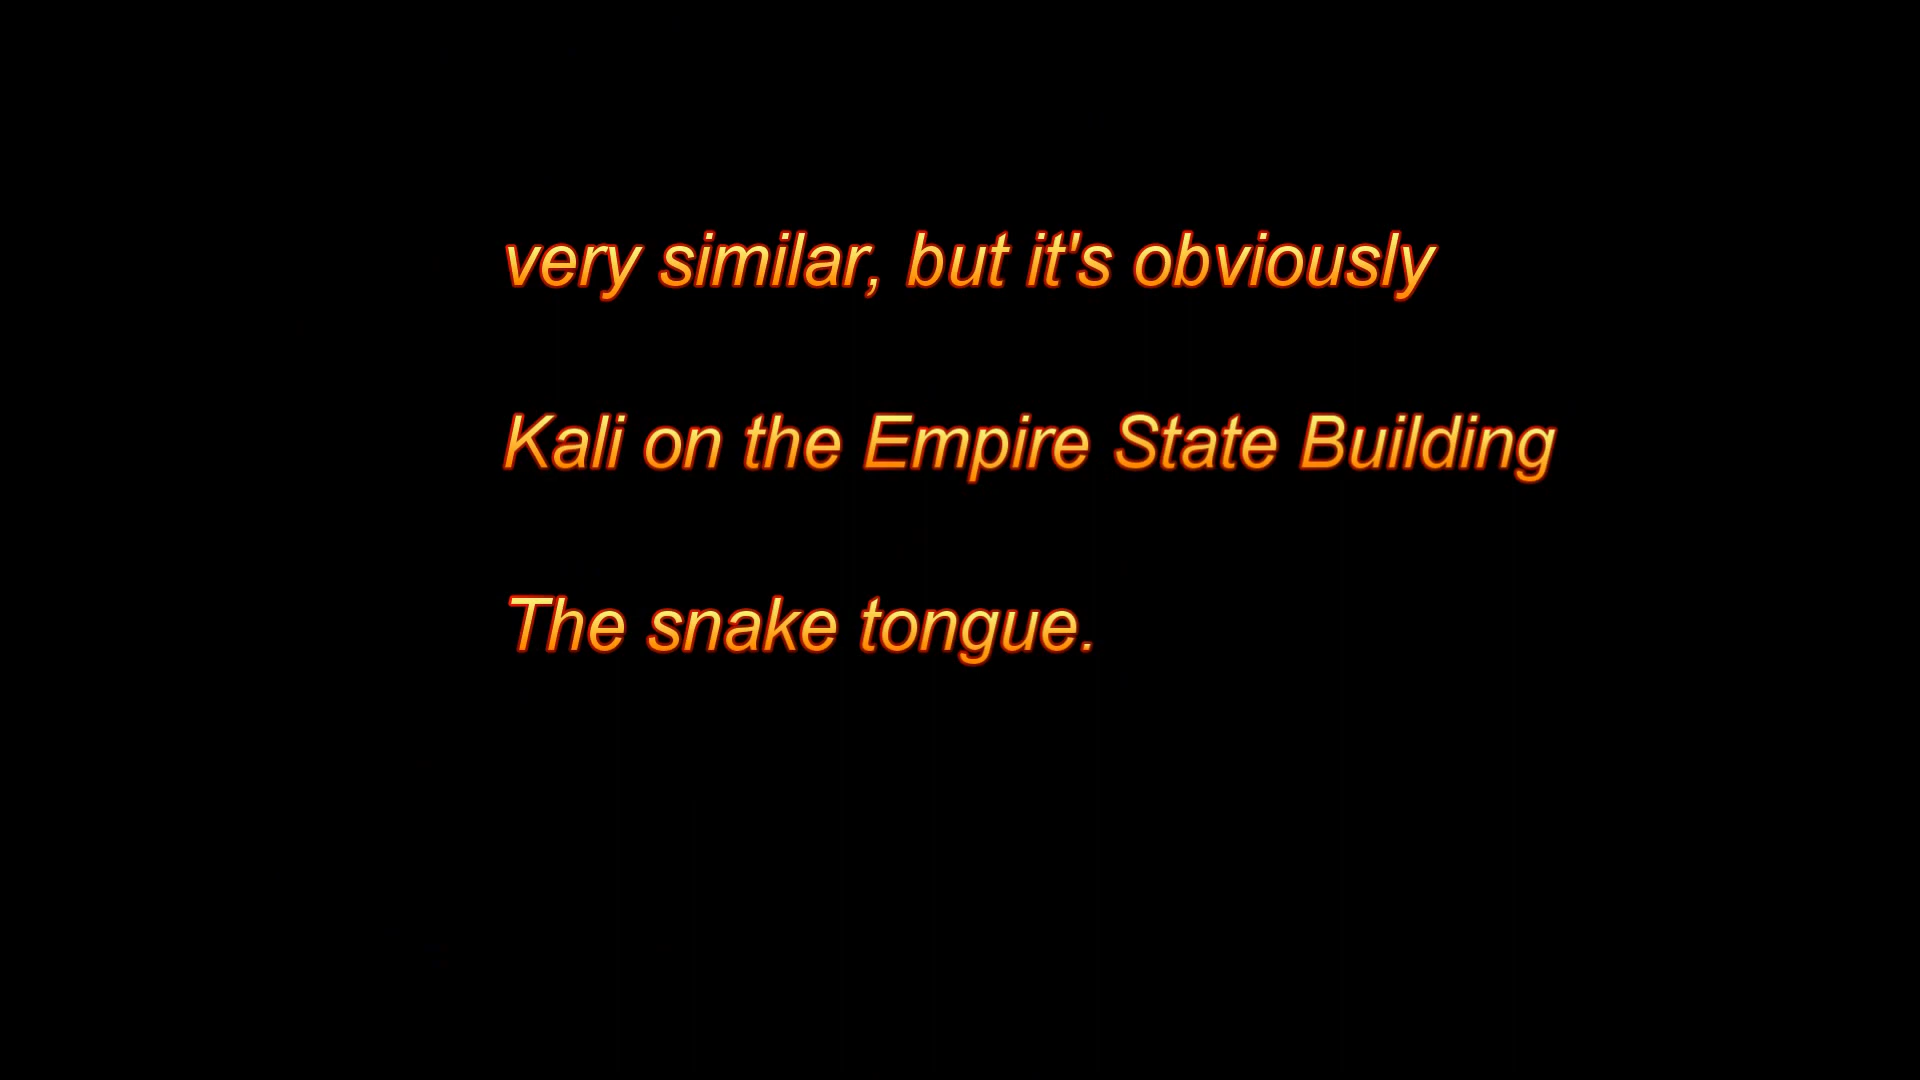 very similar, but it's obviously
Kali on the Empire State Building
The snake tongue.